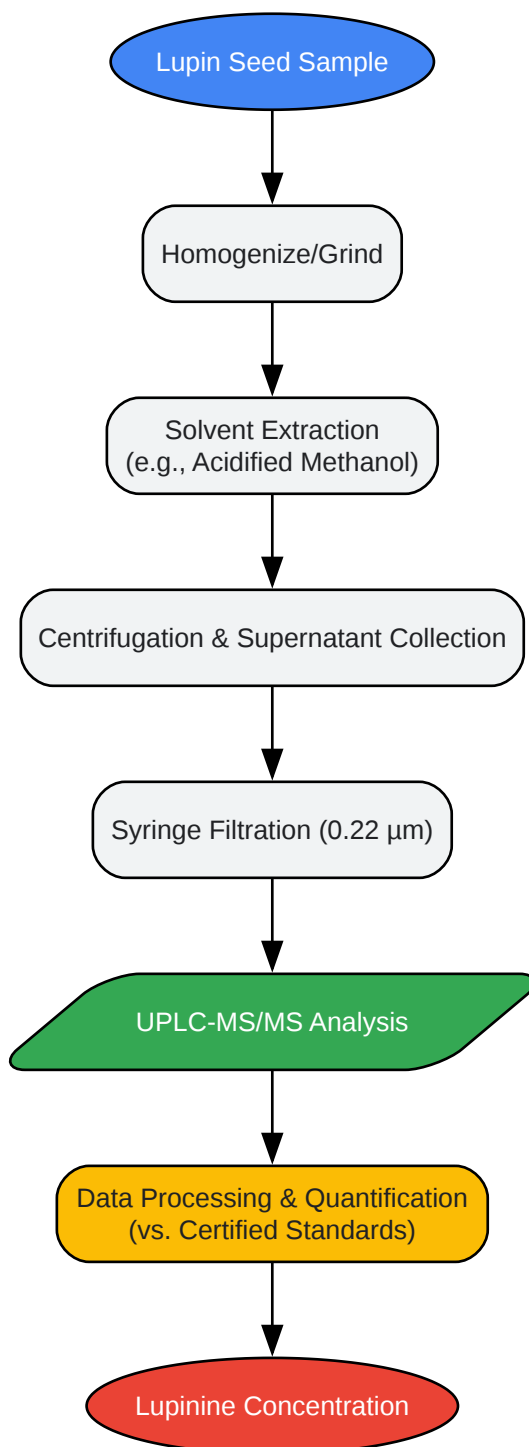 Lupin Seed Sample
Homogenize/Grind
Solvent Extraction
(e.g., Acidified Methanol)
Centrifugation & Supernatant Collection
Syringe Filtration (0.22 µm)
UPLC-MS/MS Analysis
Data Processing & Quantification
(vs. Certified Standards)
Lupinine Concentration